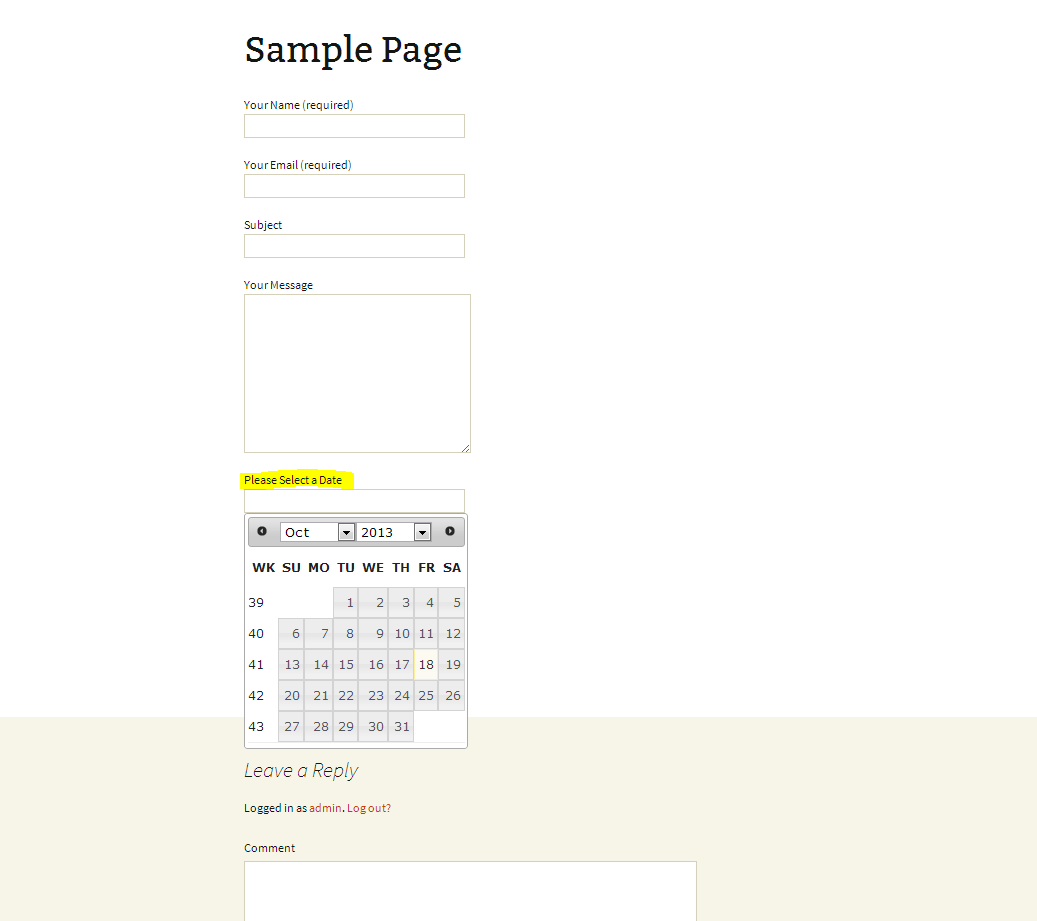 Sample Page
Your Name (required)
Your Email (required)
Subject
Your Message
Please Select a Date
Oct 2013
WK SU MO TU WE TH FR SA
39 1 2 3 4 5
40 6 7 8 9 10 11 12
41 13 14 15 16 17 18 19
42 20 21 22 23 24 25 26
43 27 28 29 30 31
Leave a Reply
Logged in as admin. Log out?
Comment